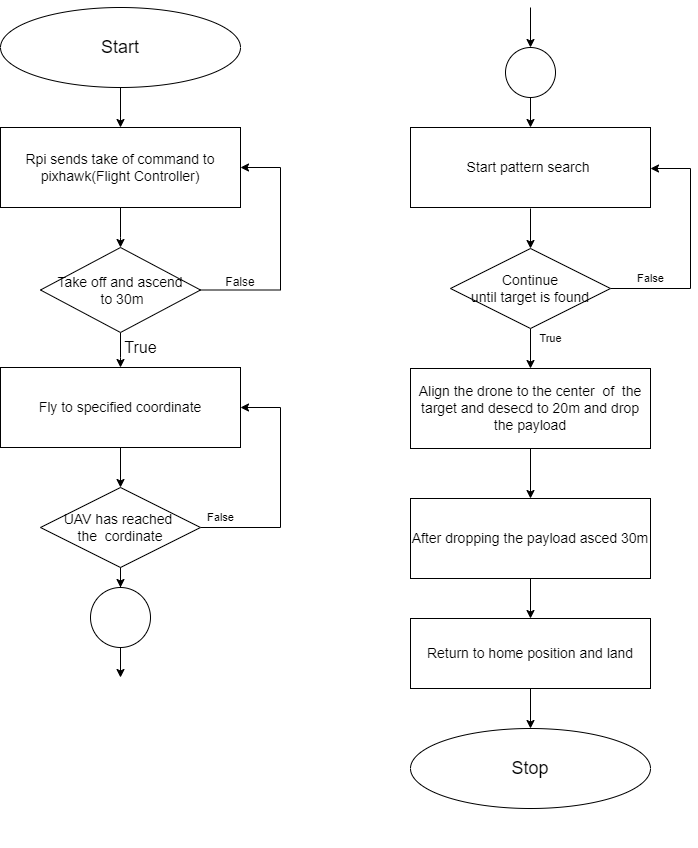 Start
Rpi sends take of command to
pixhawk(Flight Controller)
Take off and ascend
to 30m
False
True
Fly to specified coordinate
UAV has reached
the cordinate
False
Start pattern search
Continue
until target is found
False
True
Align the drone to the center of the
target and desecd to 20m and drop
the payload
After dropping the payload asced 30m
Return to home position and land
Stop